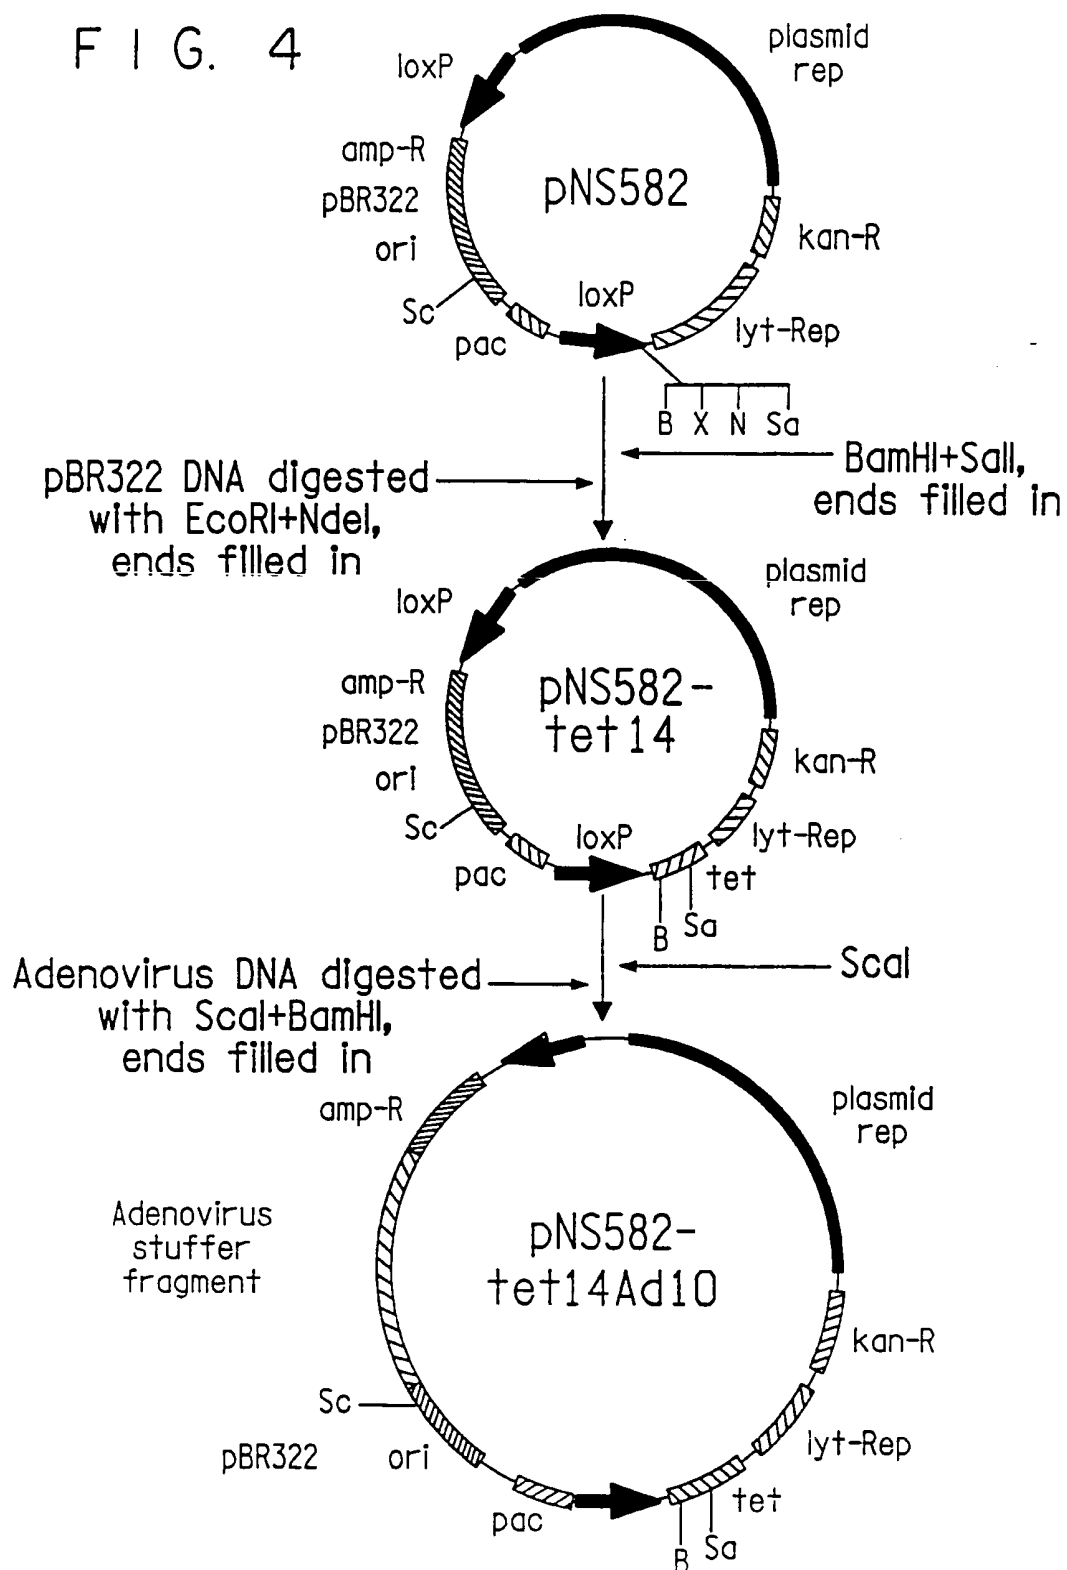 FIG. 4
loxP
plasmid
rep
amp-R
pBR322
ori
pNS582
kan-R
Sc
loxP
pac
lyt-Rep
B X N Sa
pBR322 DNA digested
with EcoRI+NdeI,
ends filled in
BamHI+SalI,
ends filled in
loxP
plasmid
rep
amp-R
pBR322
ori
pNS582-
tet14
kan-R
Sc
loxP
pac
lyt-Rep
tet
B
Sa
Adenovirus DNA digested
with ScaI+BamHI,
ends filled in
ScaI
amp-R
plasmid
rep
Adenovirus
stuffer
fragment
pNS582-
tet14Ad10
kan-R
Sc
pBR322
ori
lyt-Rep
pac
tet
B
Sa